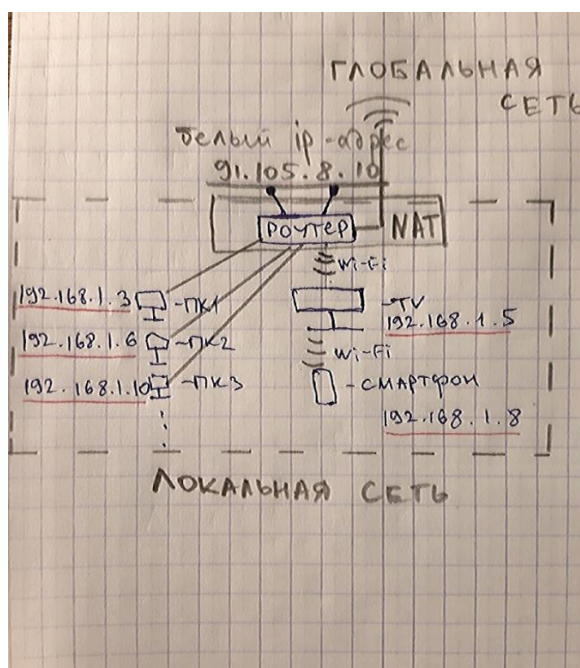 ГЛОБАЛЬНАЯ
СЕТЬ
белый ip-адрес
91.105.8.10
РОУТЕР
NAT
Wi-Fi
192.168.1.3 -ПК1
-TV
192.168.1.5
192.168.1.6 -ПК2
Wi-Fi
192.168.1.10 -ПК3
-СМАРТФОН
192.168.1.8
ЛОКАЛЬНАЯ СЕТЬ